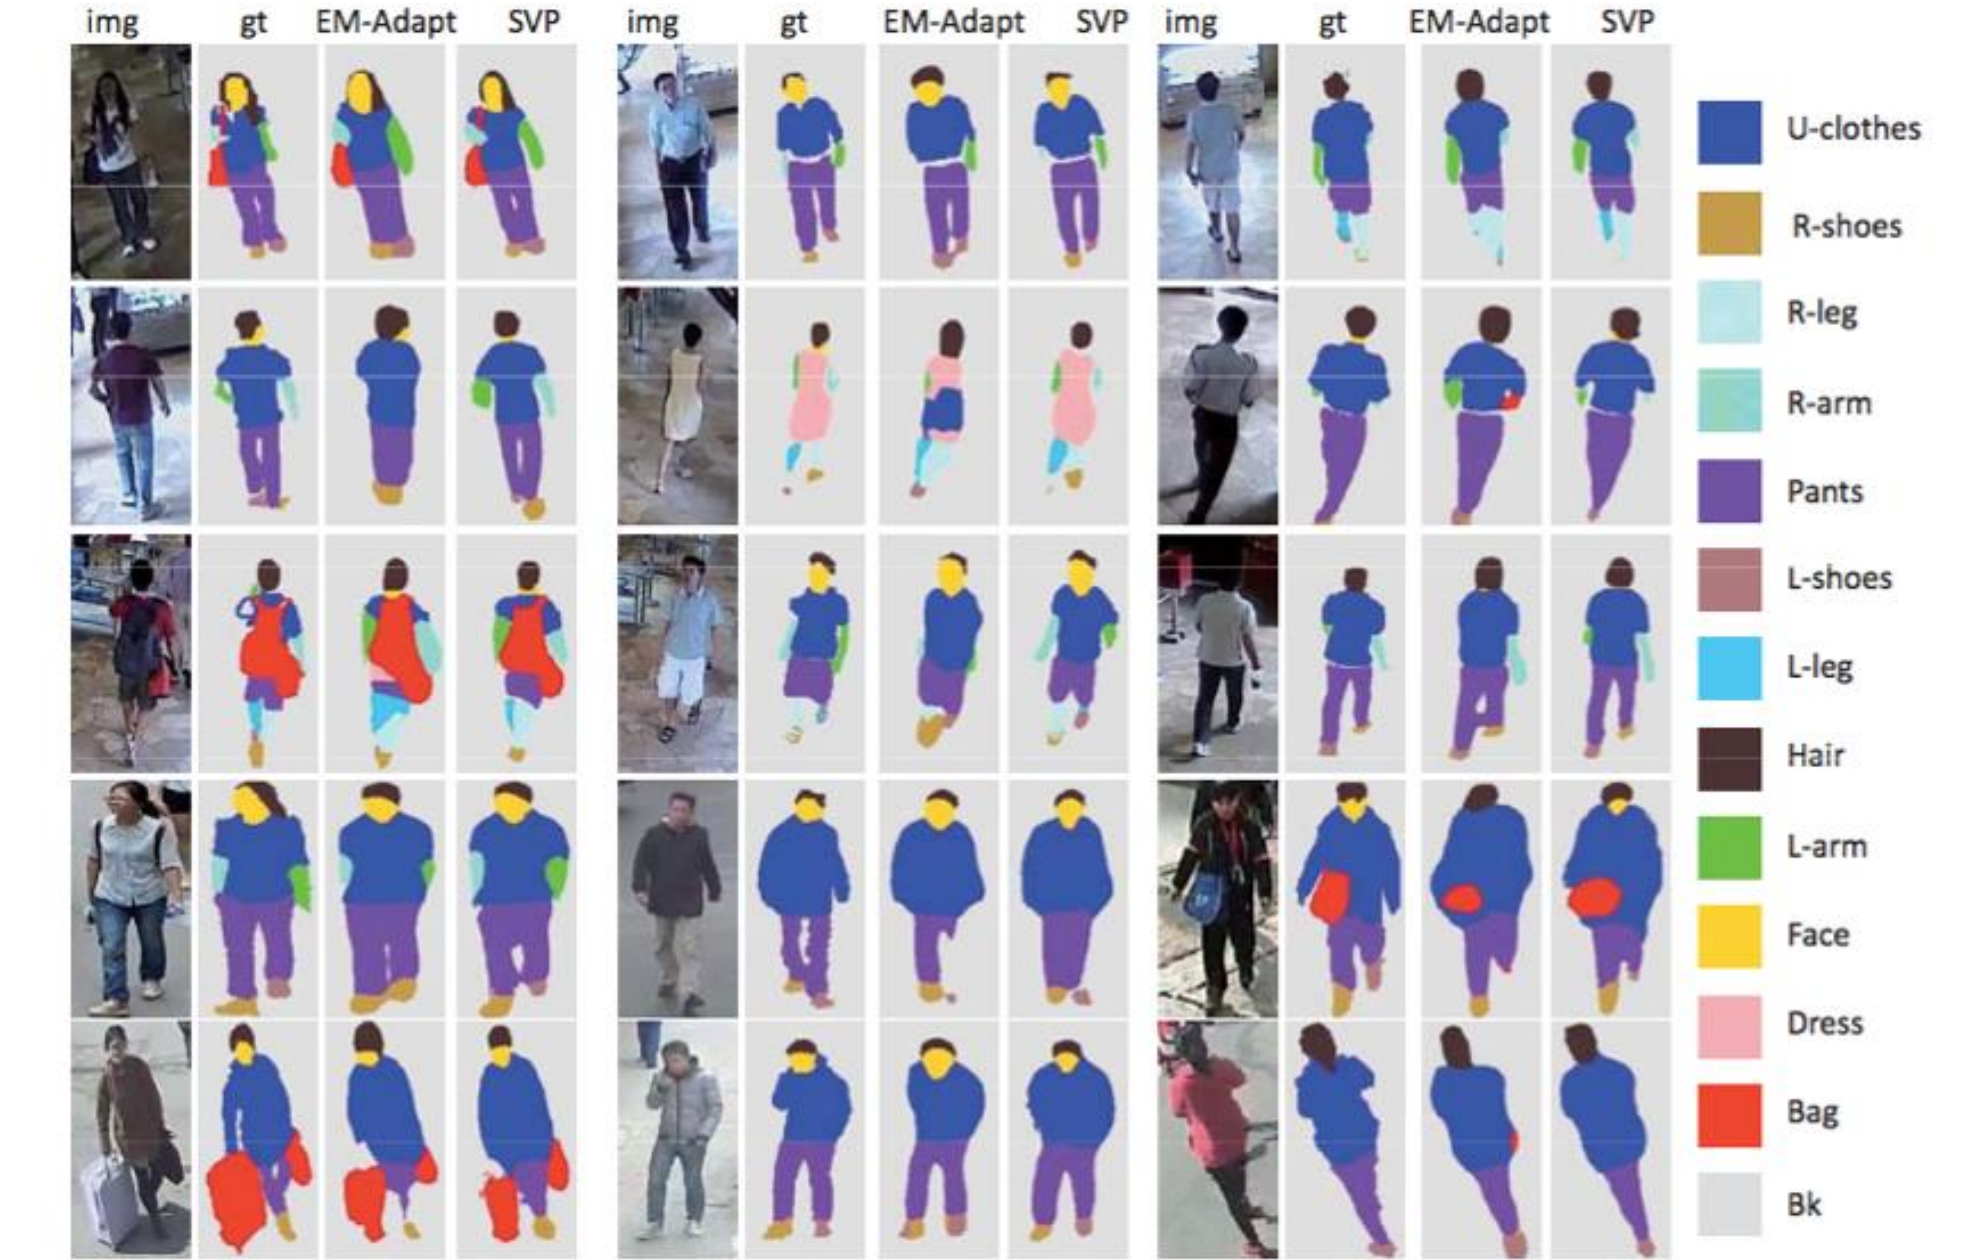 img gt EM-Adapt SVP img gt EM-Adapt SVP img gt EM-Adapt SVP
U-clothes
R-shoes
R-leg
R-arm
Pants
L-shoes
L-leg
Hair
L-arm
Face
Dress
Bag
Bk